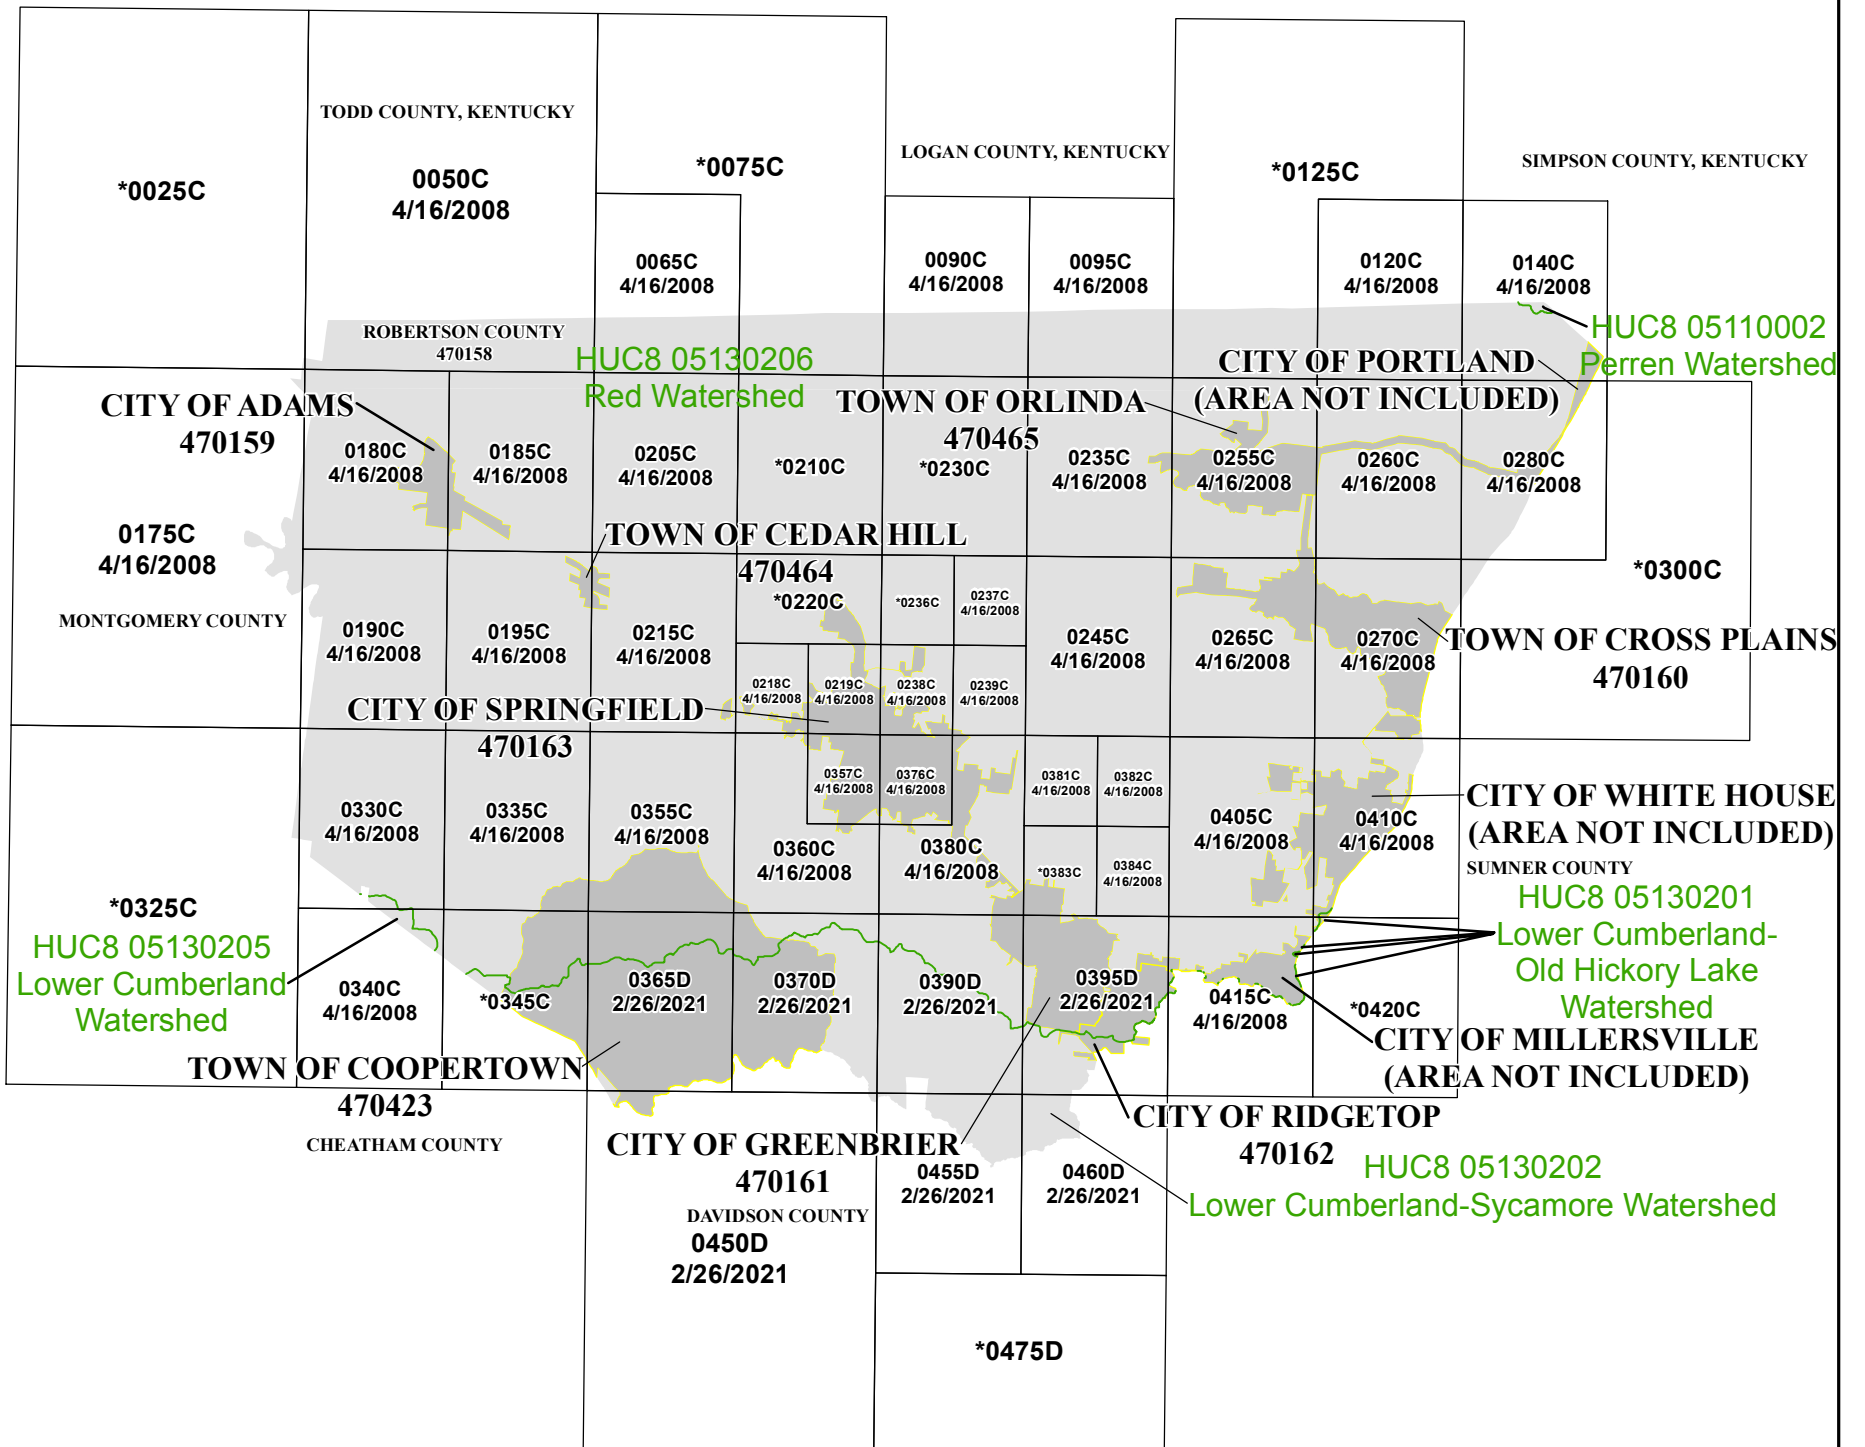 TODD COUNTY, KENTUCKY
LOGAN COUNTY, KENTUCKY
SIMPSON COUNTY, KENTUCKY
*0025C
0050C
4/16/2008
*0075C
*0125C
0065C
4/16/2008
0090C
4/16/2008
0095C
4/16/2008
0120C
4/16/2008
0140C
4/16/2008
HUC8 05110002
Perren Watershed
ROBERTSON COUNTY
470158
HUC8 05130206
Red Watershed
CITY OF PORTLAND
(AREA NOT INCLUDED)
TOWN OF ORLINDA
470465
CITY OF ADAMS
470159
0180C
4/16/2008
0185C
4/16/2008
0205C
4/16/2008
*0210C
*0230C
0235C
4/16/2008
0255C
4/16/2008
0260C
4/16/2008
0280C
4/16/2008
0175C
4/16/2008
TOWN OF CEDAR HILL
470464
*0300C
MONTGOMERY COUNTY
0190C
4/16/2008
0195C
4/16/2008
0215C
4/16/2008
*0220C
*0236C
0237C
4/16/2008
0245C
4/16/2008
0265C
4/16/2008
0270C
4/16/2008
TOWN OF CROSS PLAINS
470160
0218C
4/16/2008
0219C
4/16/2008
0238C
4/16/2008
0239C
4/16/2008
CITY OF SPRINGFIELD
470163
0357C
4/16/2008
0376C
4/16/2008
0381C
4/16/2008
0382C
4/16/2008
CITY OF WHITE HOUSE
(AREA NOT INCLUDED)
0330C
4/16/2008
0335C
4/16/2008
0355C
4/16/2008
0360C
4/16/2008
0380C
4/16/2008
*0383C
0384C
4/16/2008
0405C
4/16/2008
0410C
4/16/2008
SUMNER COUNTY
*0325C
HUC8 05130205
Lower Cumberland
Watershed
HUC8 05130201
Lower Cumberland-
Old Hickory Lake
Watershed
0340C
4/16/2008
*0345C
0365D
2/26/2021
0370D
2/26/2021
0390D
2/26/2021
0395D
2/26/2021
0415C
4/16/2008
*0420C
CITY OF MILLERSVILLE
(AREA NOT INCLUDED)
TOWN OF COOPERTOWN
470423
CHEATHAM COUNTY
CITY OF GREENBRIER
470161
CITY OF RIDGETOP
470162
HUC8 05130202
Lower Cumberland-Sycamore Watershed
0455D
2/26/2021
0460D
2/26/2021
DAVIDSON COUNTY
0450D
2/26/2021
*0475D